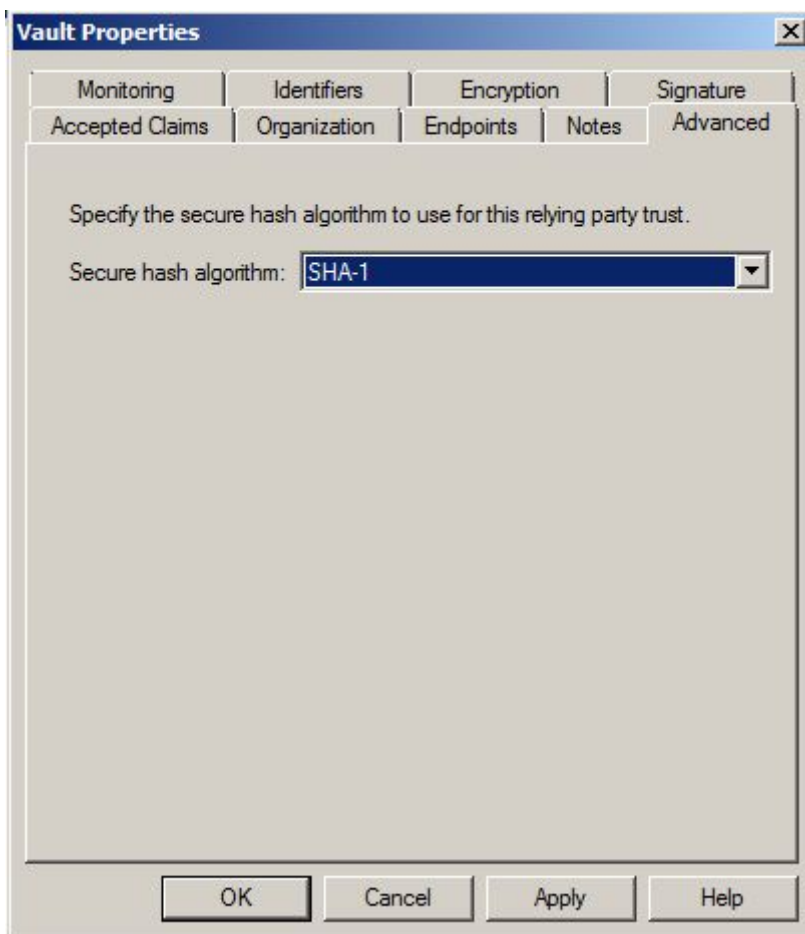 Vault Properties
Monitoring Identifiers Encryption Signature
Accepted Claims Organization Endpoints Notes Advanced
Specify the secure hash algorithm to use for this relying party trust.
Secure hash algorithm: SHA-1
OK Cancel Apply Help